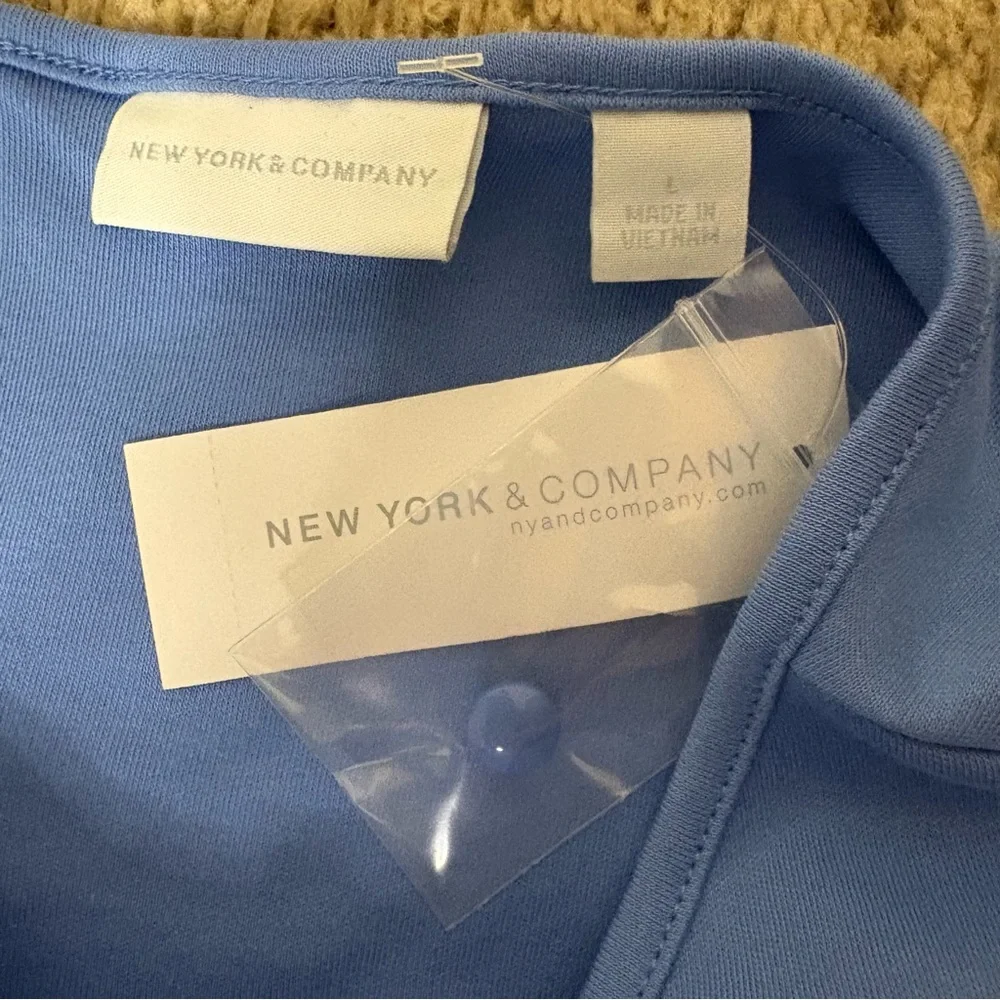 NEW YORK & COMPANY
L
MADE IN
VIETNAM
NEW YORK & COMPANY
nyandcompany.com